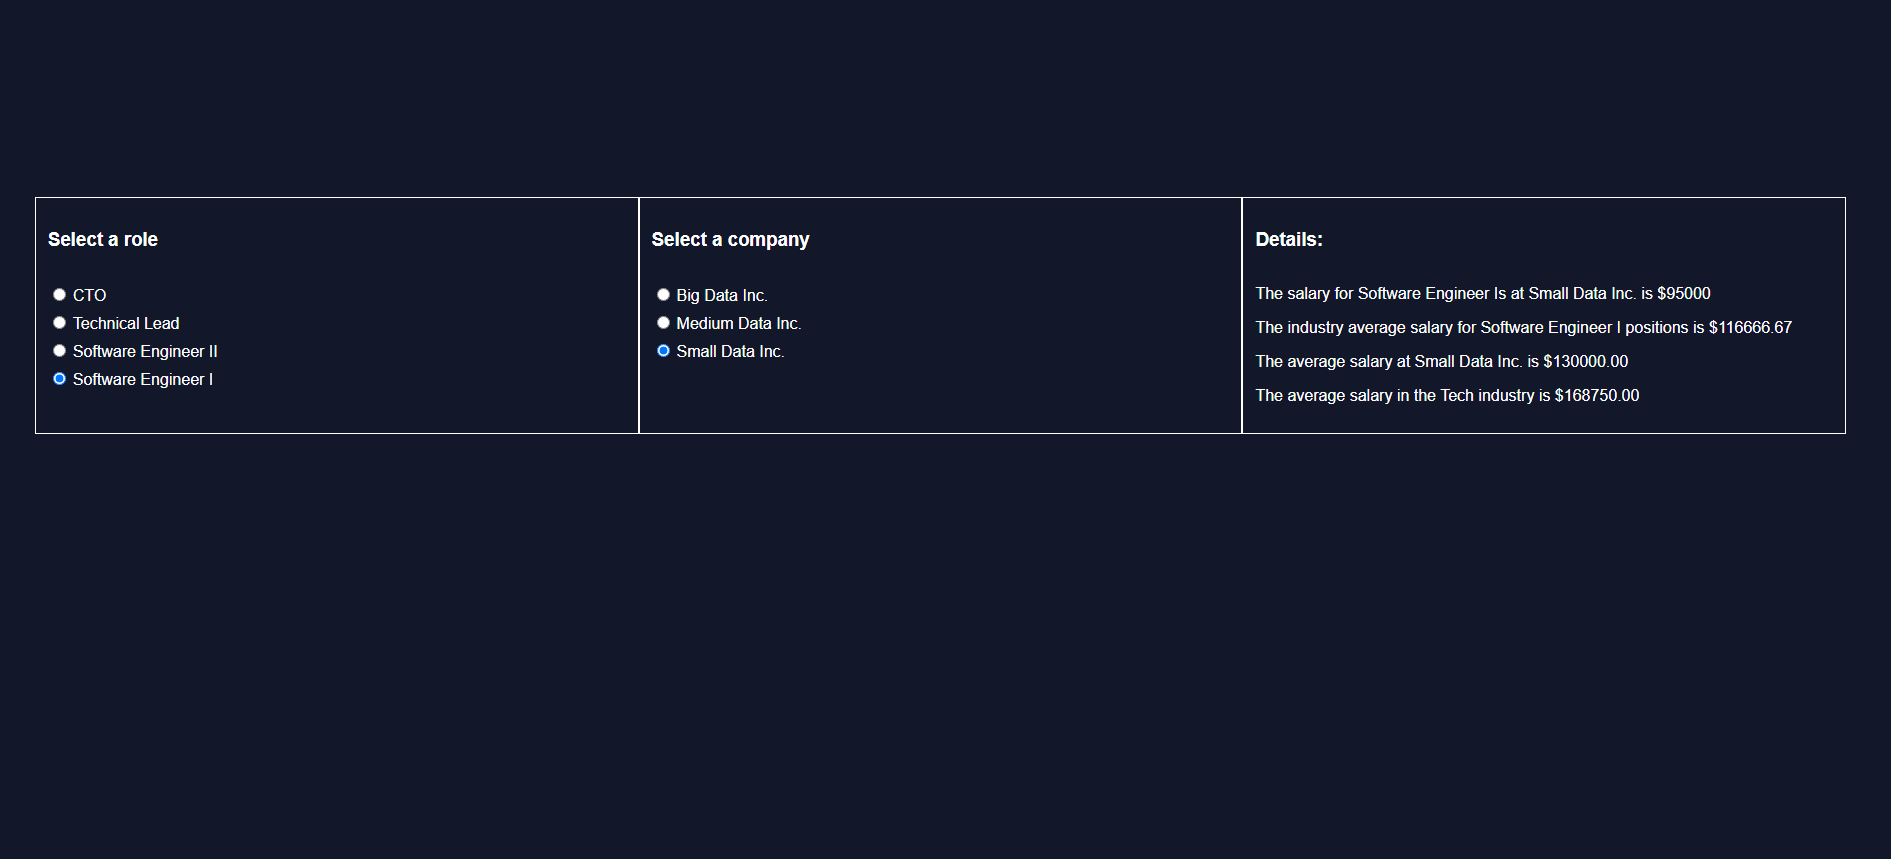 Select a role
CTO
Technical Lead
Software Engineer II
Software Engineer I
Select a company
Big Data Inc.
Medium Data Inc.
Small Data Inc.
Details:
The salary for Software Engineer Is at Small Data Inc. is $95000
The industry average salary for Software Engineer I positions is $116666.67
The average salary at Small Data Inc. is $130000.00
The average salary in the Tech industry is $168750.00